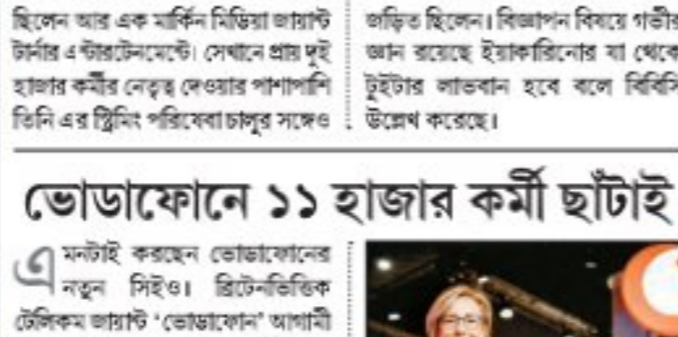 ছিলেন আর এক মার্কিন মিডিয়া জায়ান্ট
টার্নার এন্টারটেনমেন্টে। সেখানে প্রায় দুই
হাজার কর্মীর নেতৃত্ব দেওয়ার পাশাপাশি
তিনি এর স্ট্রিমিং পরিষেবা চালুর সঙ্গেও
জড়িত ছিলেন। বিজ্ঞাপন বিষয়ে গভীর
জ্ঞান রয়েছে ইয়াকারিনোর যা থেকে
টুইটার লাভবান হবে বলে বিবিসি
উল্লেখ করেছে।
ভোডাফোনে ১১ হাজার কর্মী ছাঁটাই
এমনটাই করছেন ভোডাফোনের
নতুন সিইও। ব্রিটেনভিত্তিক
টেলিকম জায়ান্ট ‘ভোডাফোন’ আগামী